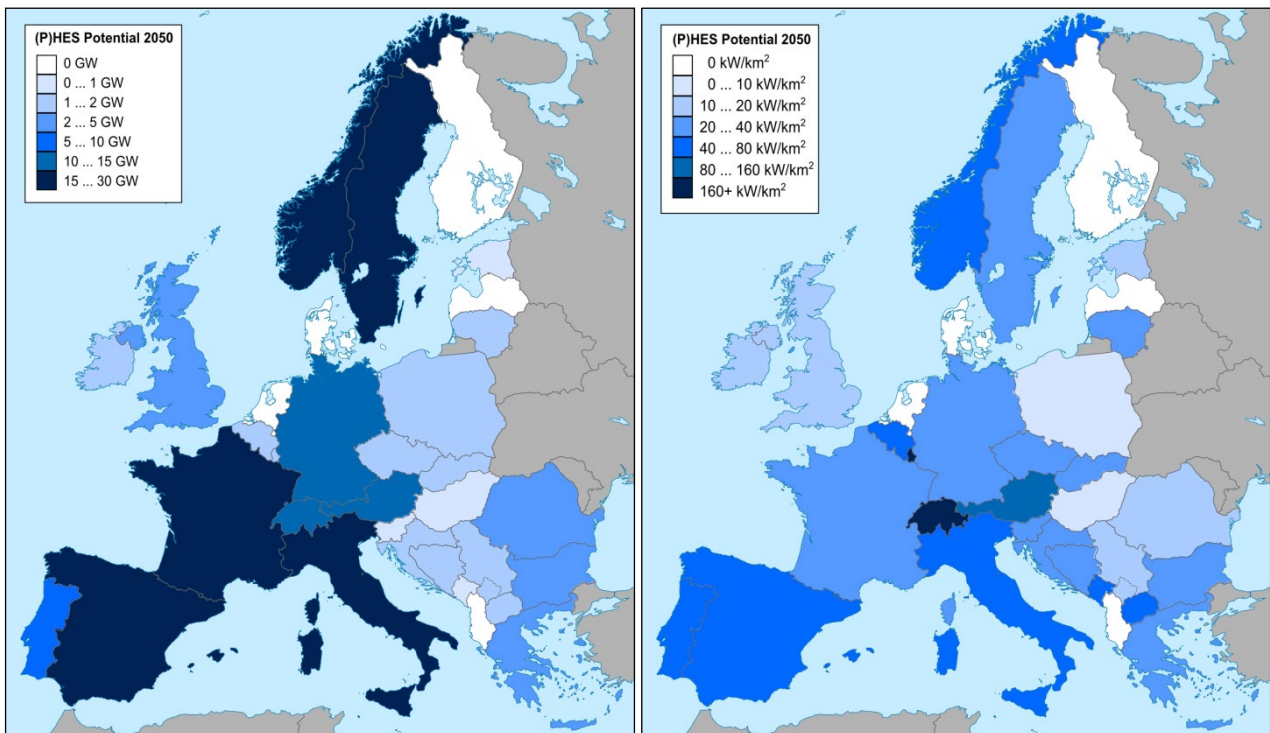 (P)HES Potential 2050
0 GW
0 ... 1 GW
1 ... 2 GW
2 ... 5 GW
5 ... 10 GW
10 ... 15 GW
15 ... 30 GW
(P)HES Potential 2050
0 kW/km²
0 ... 10 kW/km²
10 ... 20 kW/km²
20 ... 40 kW/km²
40 ... 80 kW/km²
80 ... 160 kW/km²
160+ kW/km²